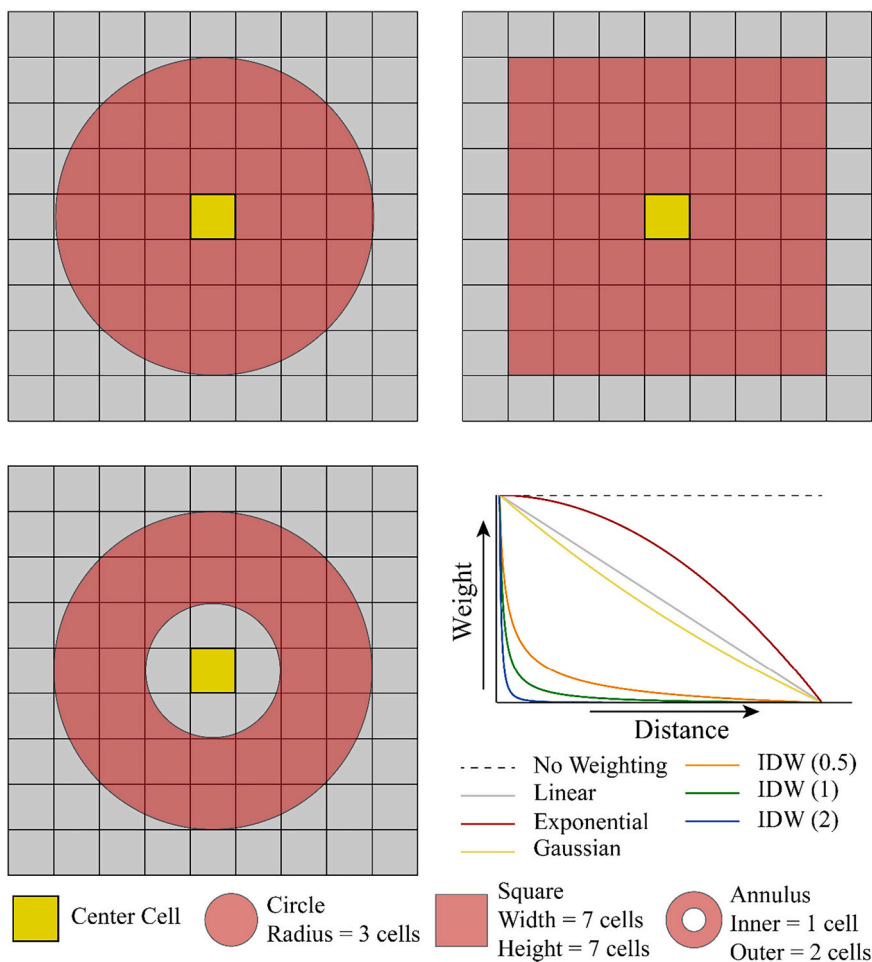 Weight
Distance
No Weighting
Linear
Exponential
Gaussian
IDW (0.5)
IDW (1)
IDW (2)
Center Cell
Circle
Radius = 3 cells
Square
Width = 7 cells
Height = 7 cells
Annulus
Inner = 1 cell
Outer = 2 cells